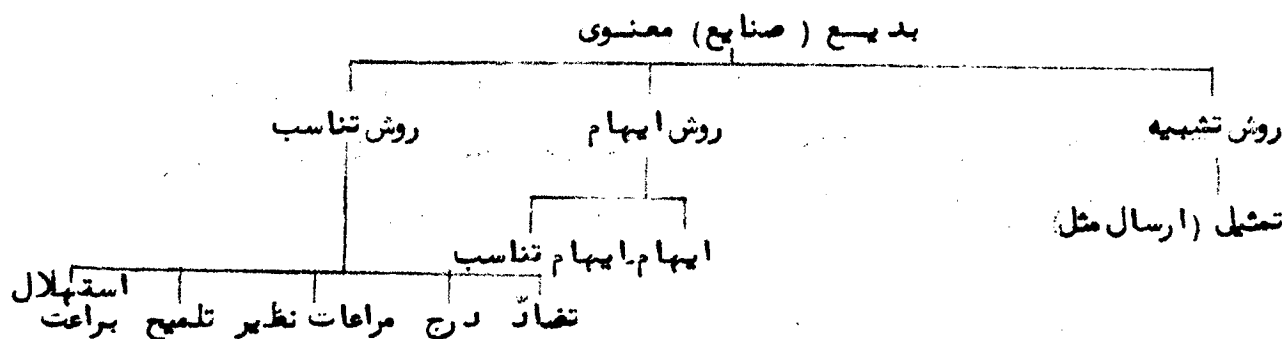 بدیع (صنایع) معنوی
روش تشبیه روش ایهام روش تناسب
تمثیل (ارسال مثل)
ایهام-ایهام تناسب
استهلال
تضادّ درج مراعات نظیر تلمیح براعت